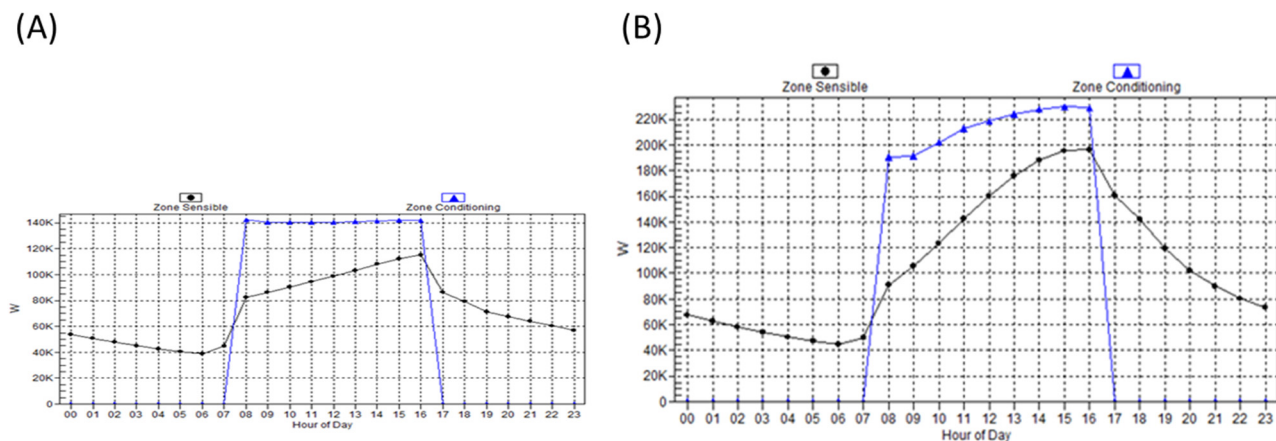 (A)
Zone Sensible
Zone Conditioning
140K
120K
100K
80K
60K
40K
20K
0
W
00 01 02 03 04 05 06 07 08 09 10 11 12 13 14 15 16 17 18 19 20 21 22 23
Hour of Day
(B)
Zone Sensible
Zone Conditioning
220K
200K
180K
160K
140K
120K
100K
80K
60K
40K
20K
0
W
00 01 02 03 04 05 06 07 08 09 10 11 12 13 14 15 16 17 18 19 20 21 22 23
Hour of Day